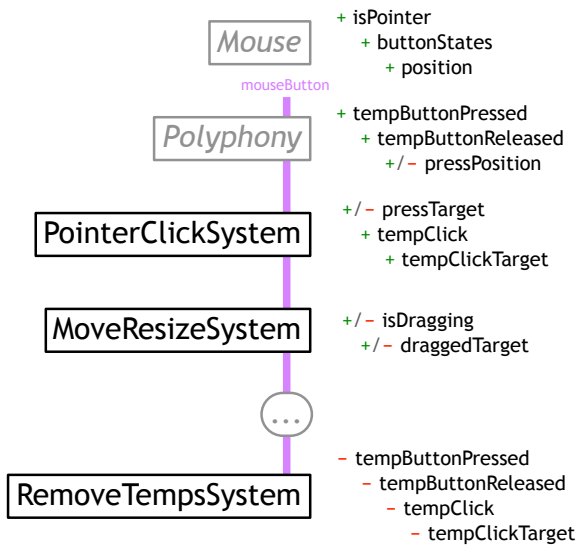 Mouse
+ isPointer
+ buttonStates
+ position
mouseButton
Polyphony
+ tempButtonPressed
+ tempButtonReleased
+/- pressPosition
PointerClickSystem
+/- pressTarget
+ tempClick
+ tempClickTarget
MoveResizeSystem
+/- isDragging
+/- draggedTarget
...
RemoveTempsSystem
- tempButtonPressed
- tempButtonReleased
- tempClick
- tempClickTarget